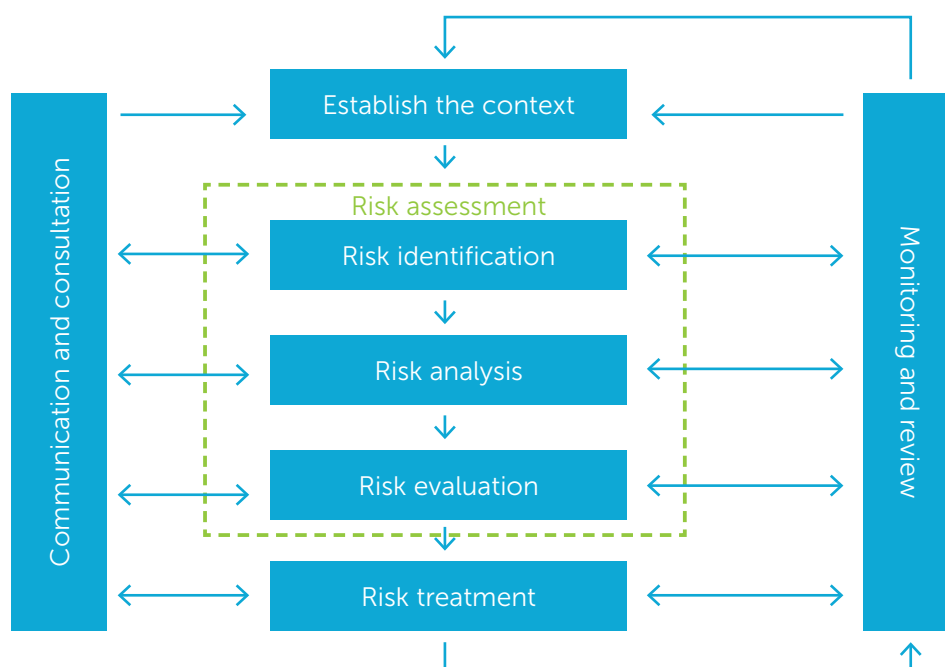 Establish the context
Communication and consultation
Risk assessment
Risk identification
Risk analysis
Risk evaluation
Risk treatment
Monitoring and review